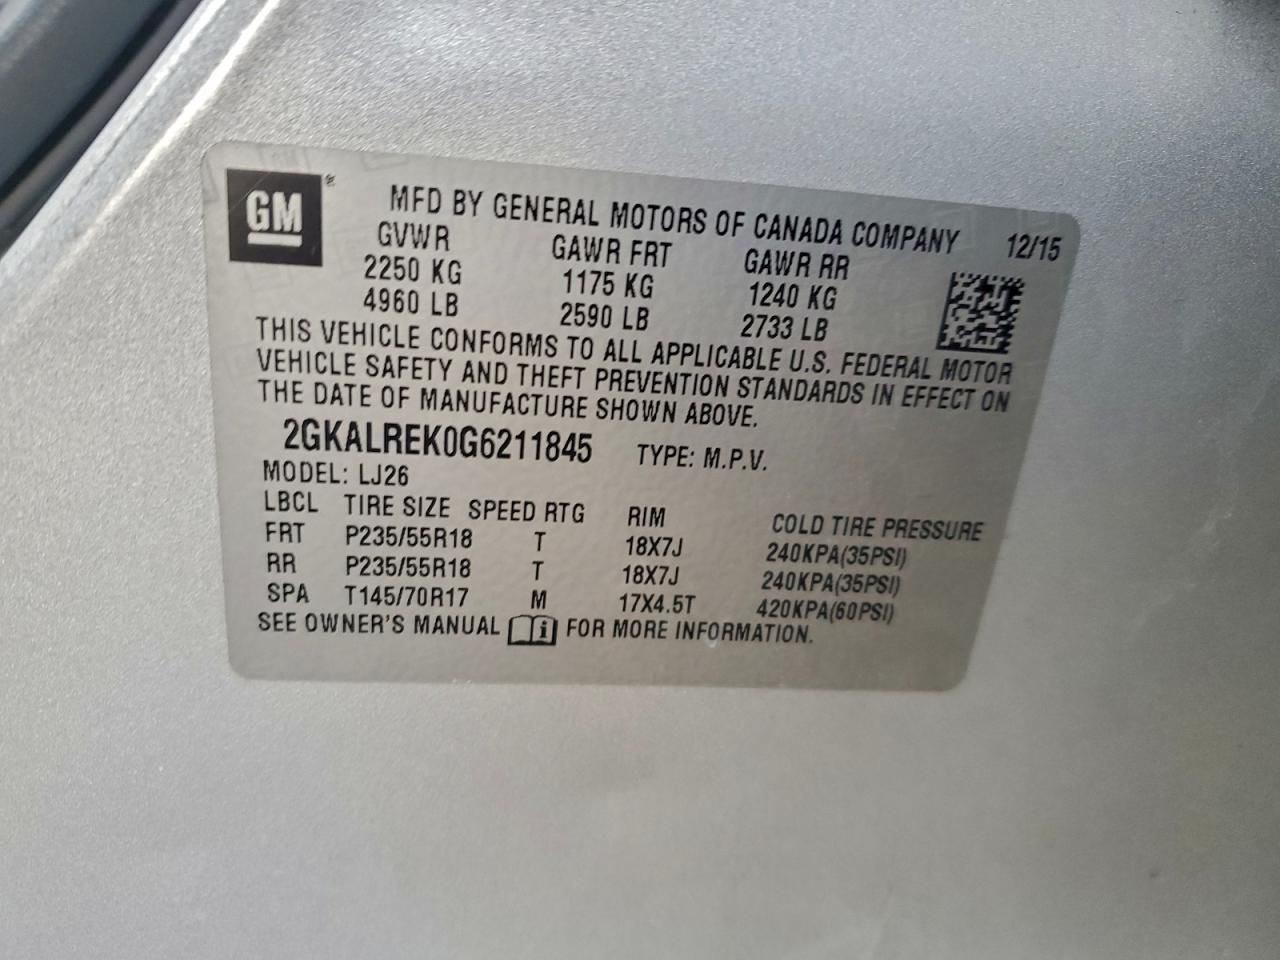 GM ®
MFD BY GENERAL MOTORS OF CANADA COMPANY 12/15
GVWR GAWR FRT GAWR RR
2250 KG 1175 KG 1240 KG
4960 LB 2590 LB 2733 LB
THIS VEHICLE CONFORMS TO ALL APPLICABLE U.S. FEDERAL MOTOR
VEHICLE SAFETY AND THEFT PREVENTION STANDARDS IN EFFECT ON
THE DATE OF MANUFACTURE SHOWN ABOVE.
2GKALREK0G6211845 TYPE: M.P.V.
MODEL: LJ26
LBCL TIRE SIZE SPEED RTG RIM COLD TIRE PRESSURE
FRT P235/55R18 T 18X7J 240KPA(35PSI)
RR P235/55R18 T 18X7J 240KPA(35PSI)
SPA T145/70R17 M 17X4.5T 420KPA(60PSI)
SEE OWNER'S MANUAL i FOR MORE INFORMATION.